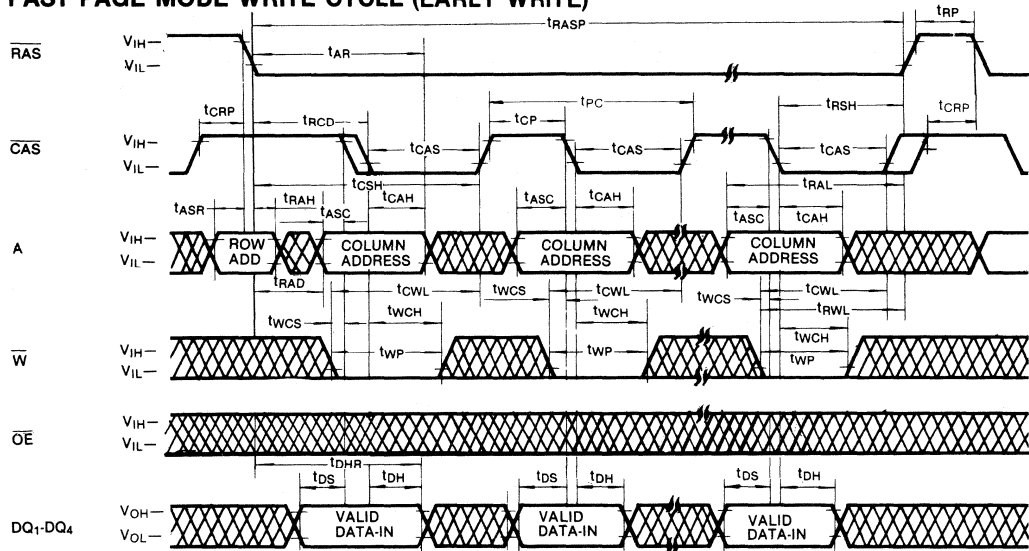 FAST PAGE MODE WRITE CYCLE (EARLY WRITE)
tRASP
tRP
RAS
VIH—
VIL—
tAR
tCRP
tRCD
tPC
tCP
tRSH
tCRP
CAS
VIH—
VIL—
tCAS
tCAS
tCAS
tCSH
tRAL
tASR
tRAH
tASC
tCAH
tASC
tCAH
tASC
tCAH
A
VIH—
VIL—
ROW ADD
COLUMN ADDRESS
COLUMN ADDRESS
COLUMN ADDRESS
tRAD
tCWL
tWCS
tCWL
tWCS
tCWL
tRWL
tWCS
tWCH
tWCH
tWCH
W
VIH—
VIL—
tWP
tWP
tWP
OE
VIH—
VIL—
tDHR
tDS
tDH
tDS
tDH
tDS
tDH
DQ1-DQ4
VOH—
VOL—
VALID DATA-IN
VALID DATA-IN
VALID DATA-IN